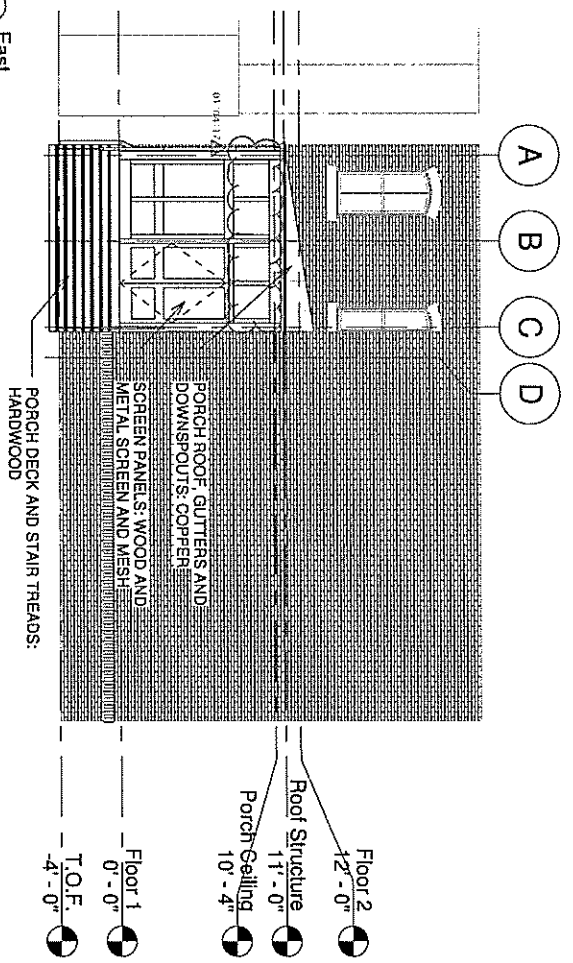 A
B
C
D
PORCH ROOF, GUTTERS AND
DOWNSPOUTS: COPPER
SCREEN PANELS: WOOD AND
METAL SCREEN AND MESH
PORCH DECK AND STAIR TREADS:
HARDWOOD
Floor 2
12' - 0"
Roof Structure
11' - 0"
Porch Ceiling
10' - 4"
Floor 1
0' - 0"
T.O.F.
-4' - 0"
East